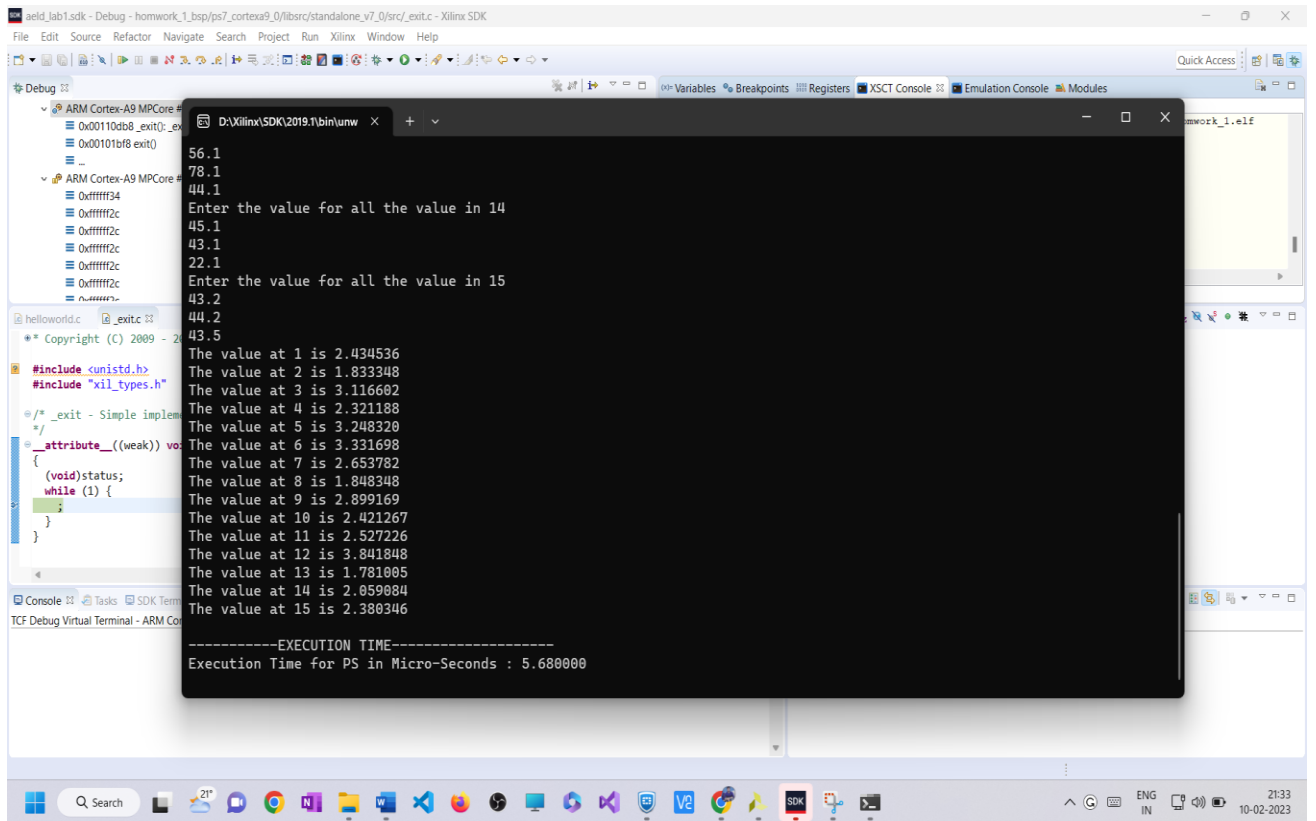 aeld_lab1.sdk - Debug - homwork_1_bsp/ps7_cortexa9_0/libsrc/standalone_v7_0/src/_exit.c - Xilinx SDK
File Edit Source Refactor Navigate Search Project Run Xilinx Window Help
Quick Access
Debug
(x)= Variables Breakpoints Registers XSCT Console Emulation Console Modules
ARM Cortex-A9 MPCore #
0x00110db8 _exit(): _ex
0x00101bf8 exit()
...
ARM Cortex-A9 MPCore #
0xffffff34
0xffffff2c
0xffffff2c
0xffffff2c
0xffffff2c
0xffffff2c
0xffffff2c
omwork_1.elf
D:\Xilinx\SDK\2019.1\bin\unw
56.1
78.1
44.1
Enter the value for all the value in 14
45.1
43.1
22.1
Enter the value for all the value in 15
43.2
44.2
43.5
The value at 1 is 2.434536
The value at 2 is 1.833348
The value at 3 is 3.116602
The value at 4 is 2.321188
The value at 5 is 3.248320
The value at 6 is 3.331698
The value at 7 is 2.653782
The value at 8 is 1.848348
The value at 9 is 2.899169
The value at 10 is 2.421267
The value at 11 is 2.527226
The value at 12 is 3.841848
The value at 13 is 1.781005
The value at 14 is 2.059084
The value at 15 is 2.380346
-----------EXECUTION TIME--------------------
Execution Time for PS in Micro-Seconds : 5.680000
helloworld.c _exit.c
* Copyright (C) 2009 - 20
#include <unistd.h>
#include "xil_types.h"
/* _exit - Simple impleme
*/
__attribute__((weak)) voi
{
(void)status;
while (1) {
;
}
}
Console Tasks SDK Term
TCF Debug Virtual Terminal - ARM Cor
21°
Search
SDK
ENG
IN
21:33
10-02-2023